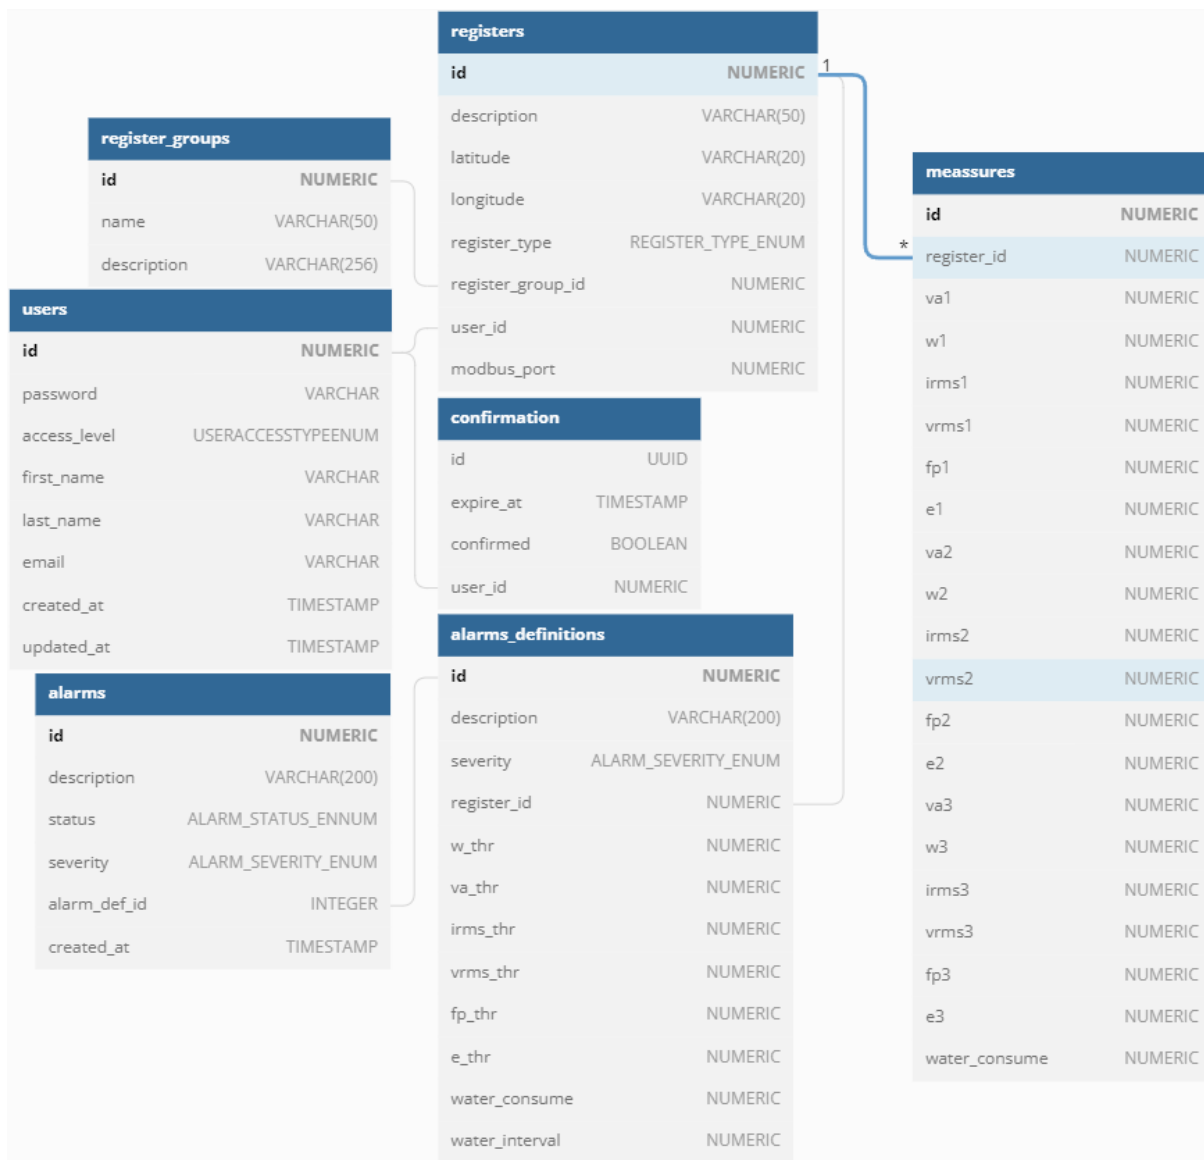 registers
id NUMERIC
description VARCHAR(50)
latitude VARCHAR(20)
longitude VARCHAR(20)
register_type REGISTER_TYPE_ENUM
register_group_id NUMERIC
user_id NUMERIC
modbus_port NUMERIC
1
*
register_groups
id NUMERIC
name VARCHAR(50)
description VARCHAR(256)
users
id NUMERIC
password VARCHAR
access_level USERACCESSTYPEENUM
first_name VARCHAR
last_name VARCHAR
email VARCHAR
created_at TIMESTAMP
updated_at TIMESTAMP
confirmation
id UUID
expire_at TIMESTAMP
confirmed BOOLEAN
user_id NUMERIC
alarms
id NUMERIC
description VARCHAR(200)
status ALARM_STATUS_ENNUM
severity ALARM_SEVERITY_ENUM
alarm_def_id INTEGER
created_at TIMESTAMP
alarms_definitions
id NUMERIC
description VARCHAR(200)
severity ALARM_SEVERITY_ENUM
register_id NUMERIC
w_thr NUMERIC
va_thr NUMERIC
irms_thr NUMERIC
vrms_thr NUMERIC
fp_thr NUMERIC
e_thr NUMERIC
water_consume NUMERIC
water_interval NUMERIC
meassures
id NUMERIC
register_id NUMERIC
va1 NUMERIC
w1 NUMERIC
irms1 NUMERIC
vrms1 NUMERIC
fp1 NUMERIC
e1 NUMERIC
va2 NUMERIC
w2 NUMERIC
irms2 NUMERIC
vrms2 NUMERIC
fp2 NUMERIC
e2 NUMERIC
va3 NUMERIC
w3 NUMERIC
irms3 NUMERIC
vrms3 NUMERIC
fp3 NUMERIC
e3 NUMERIC
water_consume NUMERIC